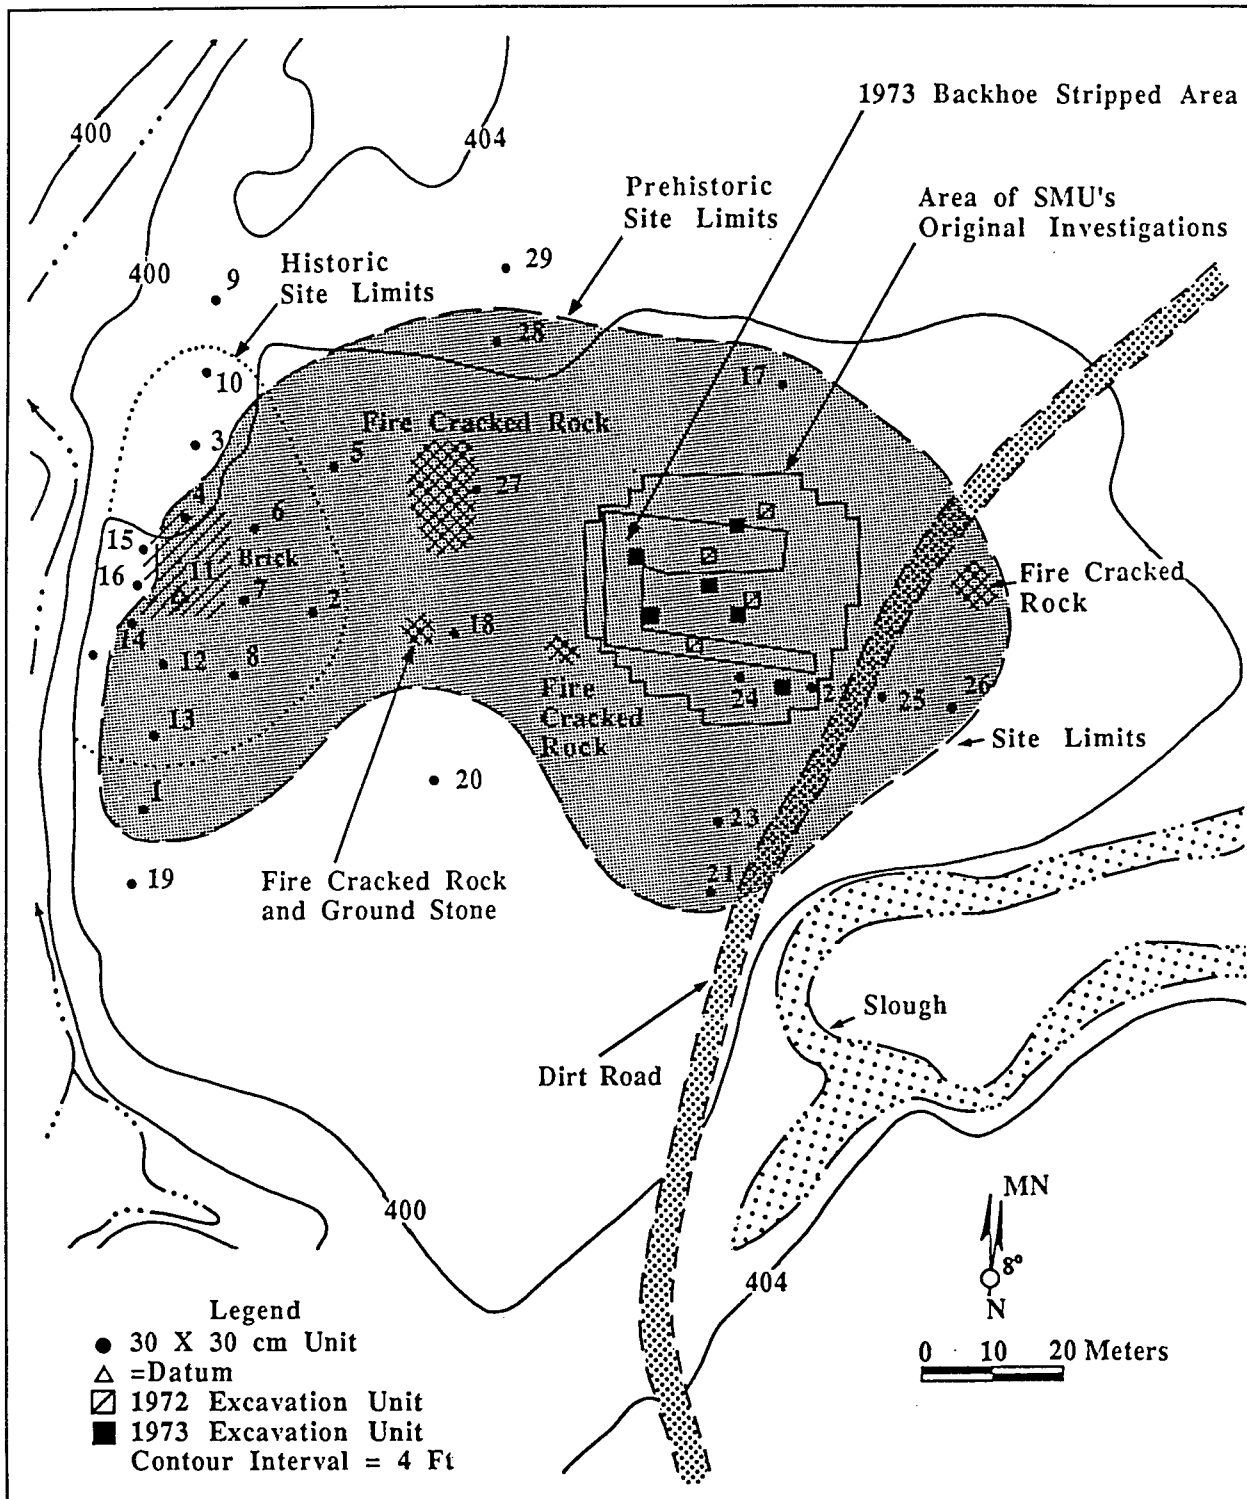 1973 Backhoe Stripped Area
400
404
Prehistoric
Site Limits
Area of SMU's
Original Investigations
Historic
Site Limits
400
9
29
28
10
17
Fire Cracked Rock
3
5
27
4
6
15
Brick
11
16
7
2
Fire Cracked
Rock
14
18
12
8
24
2
25
26
Fire
Cracked
Rock
13
Site Limits
1
20
23
19
21
Fire Cracked Rock
and Ground Stone
Slough
Dirt Road
MN
400
8°
404
N
Legend
30 X 30 cm Unit
=Datum
1972 Excavation Unit
1973 Excavation Unit
Contour Interval = 4 Ft
0 10 20 Meters